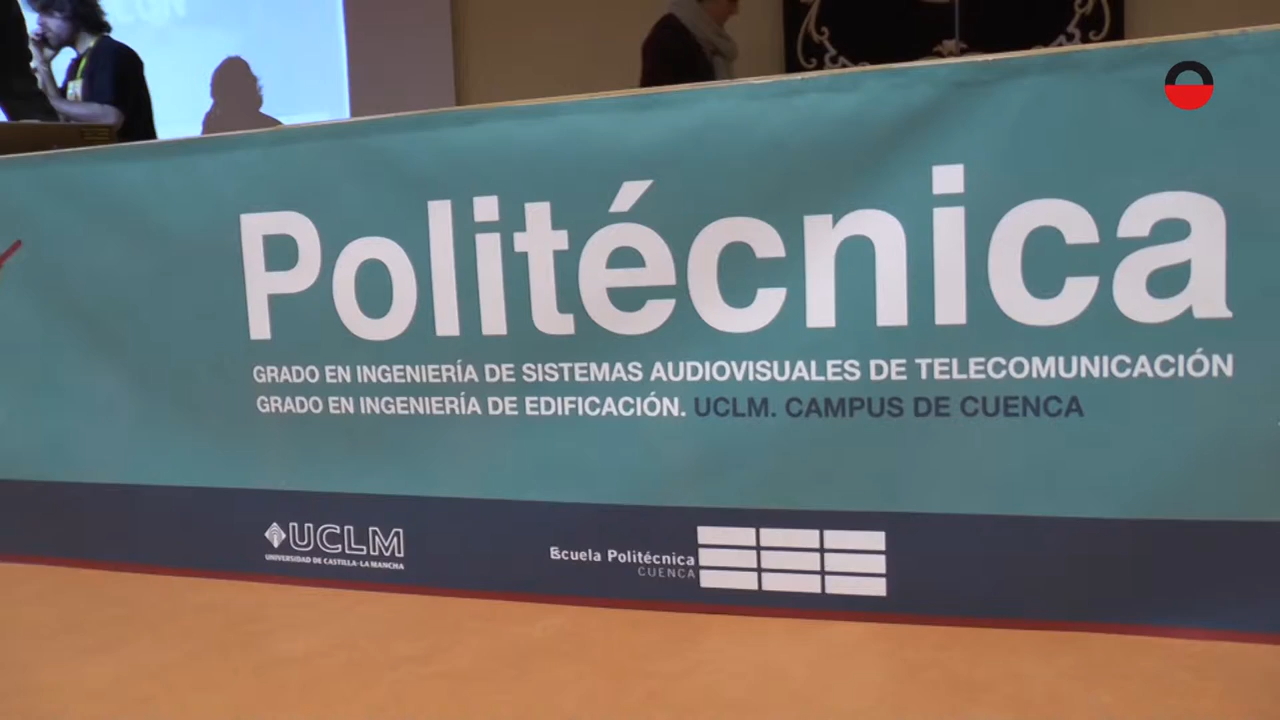 Politécnica
GRADO EN INGENIERÍA DE SISTEMAS AUDIOVISUALES DE TELECOMUNICACIÓN
GRADO EN INGENIERÍA DE EDIFICACIÓN. UCLM. CAMPUS DE CUENCA
UCLM
UNIVERSIDAD DE CASTILLA-LA MANCHA
Escuela Politécnica
CUENCA